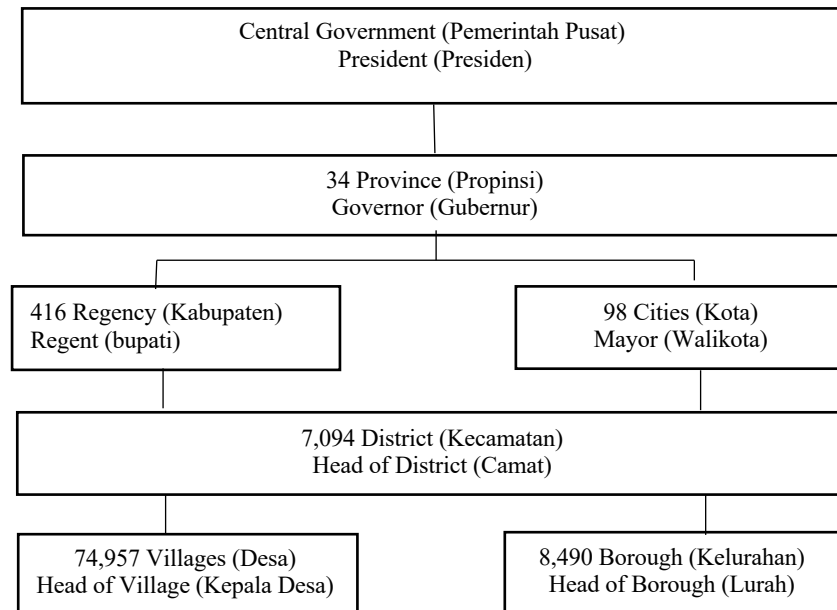 Central Government (Pemerintah Pusat)
President (Presiden)
34 Province (Propinsi)
Governor (Gubernur)
416 Regency (Kabupaten)
Regent (bupati)
98 Cities (Kota)
Mayor (Walikota)
7,094 District (Kecamatan)
Head of District (Camat)
74,957 Villages (Desa)
Head of Village (Kepala Desa)
8,490 Borough (Kelurahan)
Head of Borough (Lurah)